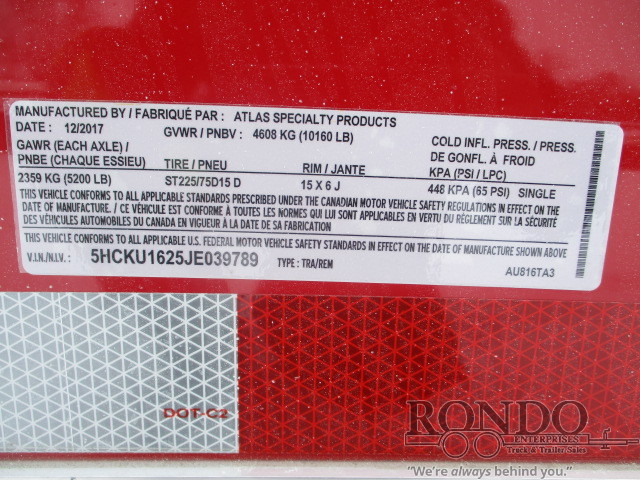 MANUFACTURED BY / FABRIQUÉ PAR : ATLAS SPECIALTY PRODUCTS
DATE : 12/2017 GVWR / PNBV : 4608 KG (10160 LB)
GAWR (EACH AXLE) / COLD INFL. PRESS. / PRESS.
PNBE (CHAQUE ESSIEU) TIRE / PNEU RIM / JANTE DE GONFL. À FROID
KPA (PSI / LPC)
2359 KG (5200 LB) ST225/75D15 D 15 X 6 J 448 KPA (65 PSI) SINGLE
THIS VEHICLE CONFORMS TO ALL APPLICABLE STANDARDS PRESCRIBED UNDER THE CANADIAN MOTOR VEHICLE SAFETY REGULATIONS IN EFFECT ON THE
DATE OF MANUFACTURE / CE VÉHICULE EST CONFORME À TOUTES LES NORMES QUI LUI SONT APPLICABLES EN VERTU DU RÈGLEMENT SUR LA SÉCURITÉ
DES VÉHICULES AUTOMOBILES DU CANADA EN VIGUEUR À LA DATE DE SA FABRICATION
THIS VEHICLE CONFORMS TO ALL APPLICABLE U.S. FEDERAL MOTOR VEHICLE SAFETY STANDARDS IN EFFECT ON THE DATE OF MANUFACTURE SHOWN ABOVE
V.I.N./N.I.V. : 5HCKU1625JE039789 TYPE : TRA/REM AU816TA3
DOT-C2
RONDO
ENTERPRISES
Truck & Trailer Sales
"We're always behind you."